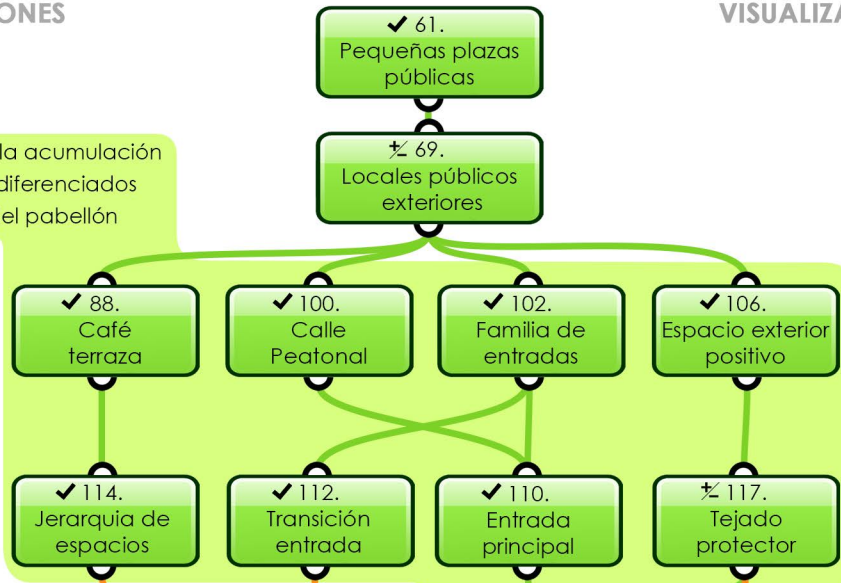 ONES
VISUALIZA
✔ 61.
Pequeñas plazas
públicas
± 69.
Locales públicos
exteriores
la acumulación
diferenciados
el pabellón
✔ 88.
Café
terraza
✔ 100.
Calle
Peatonal
✔ 102.
Familia de
entradas
✔ 106.
Espacio exterior
positivo
✔ 114.
Jerarquia de
espacios
✔ 112.
Transición
entrada
✔ 110.
Entrada
principal
± 117.
Tejado
protector